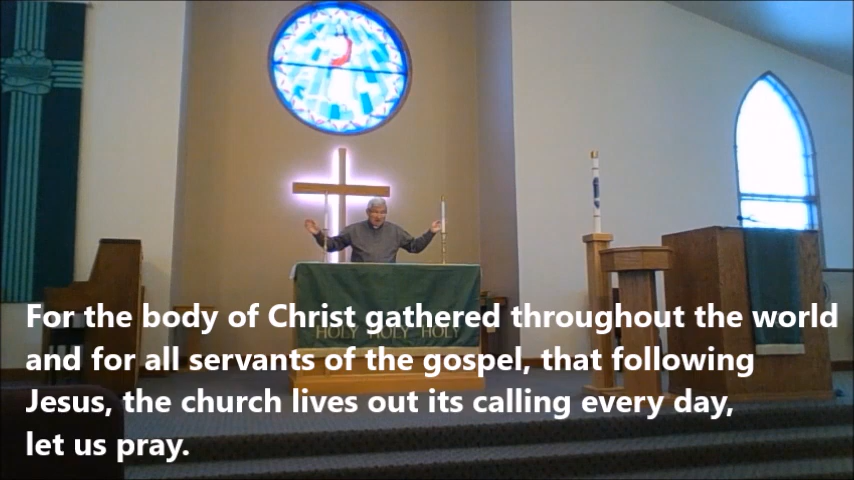 HOLY HOLY HOLY
For the body of Christ gathered throughout the world
and for all servants of the gospel, that following
Jesus, the church lives out its calling every day,
let us pray.